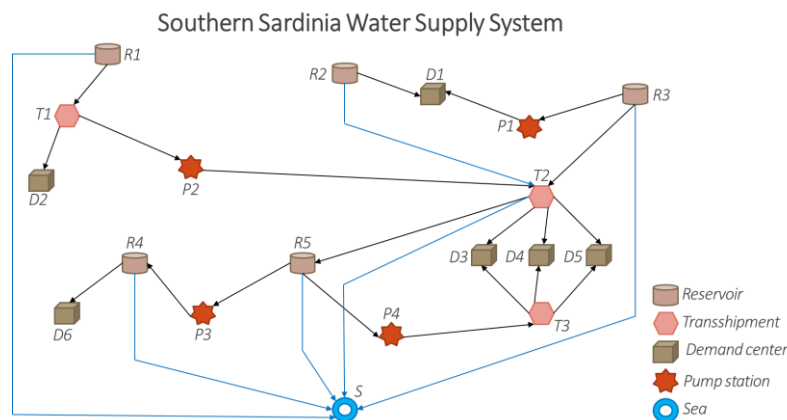 Southern Sardinia Water Supply System
R1
R2
D1
R3
T1
P1
P2
T2
D2
R4
R5
D3
D4
D5
P4
D6
P3
T3
S
Reservoir
Transshipment
Demand center
Pump station
Sea